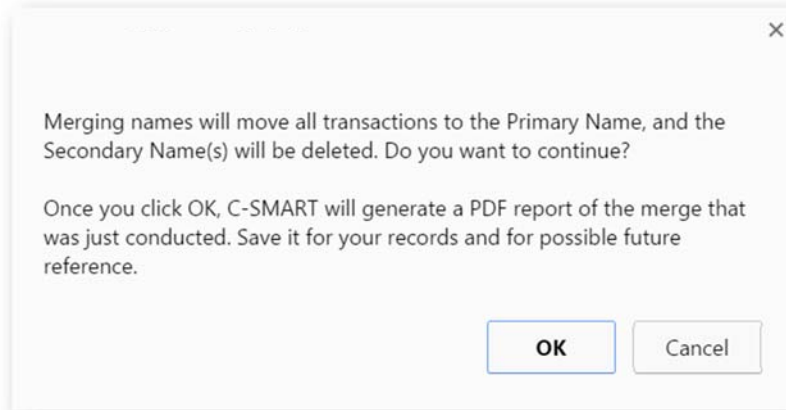 Merging names will move all transactions to the Primary Name, and the
Secondary Name(s) will be deleted. Do you want to continue?
Once you click OK, C-SMART will generate a PDF report of the merge that
was just conducted. Save it for your records and for possible future
reference.
OK
Cancel